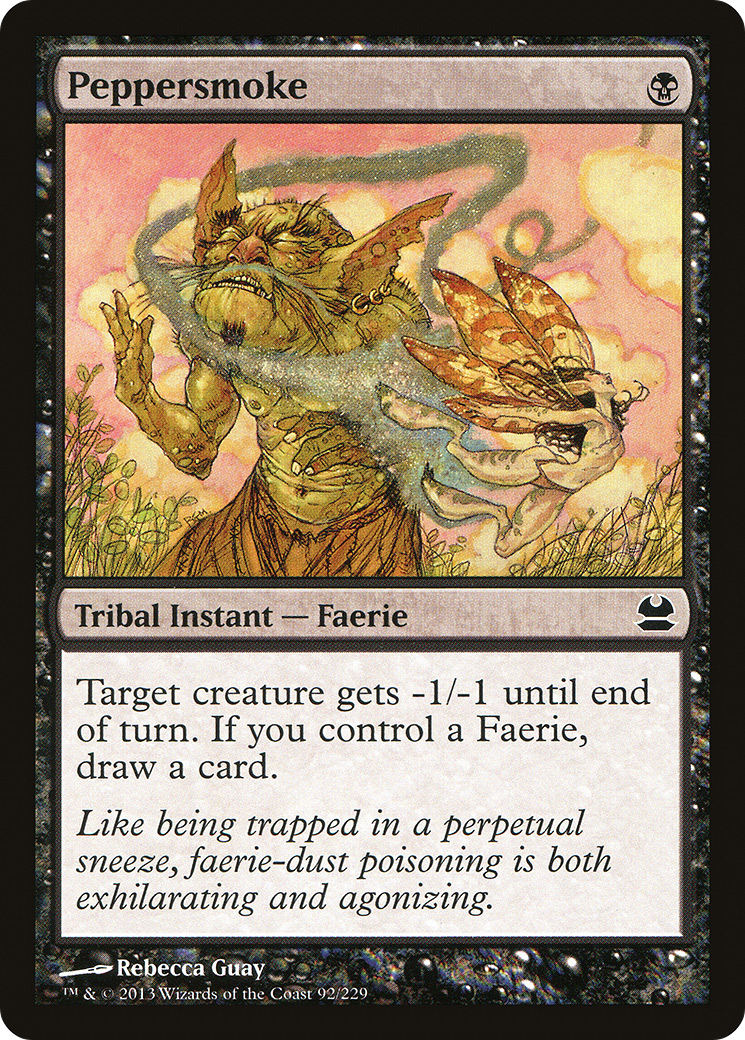 Peppersmoke
Tribal Instant — Faerie
Target creature gets -1/-1 until end
of turn. If you control a Faerie,
draw a card.
Like being trapped in a perpetual
sneeze, faerie-dust poisoning is both
exhilarating and agonizing.
Rebecca Guay
™ & © 2013 Wizards of the Coast 92/229